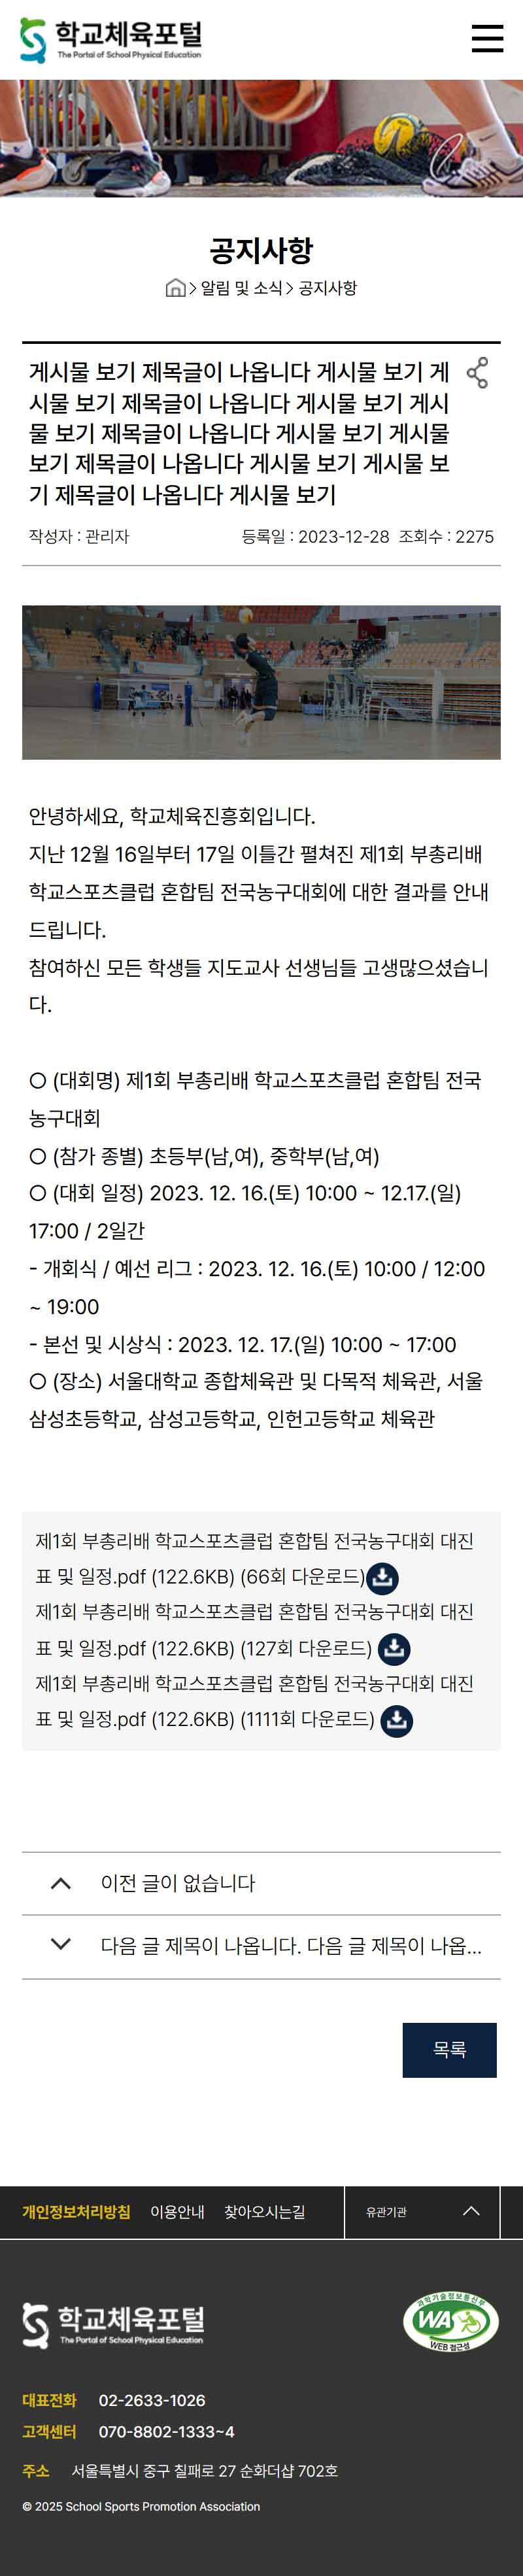 학교체육포털
The Portal of School Physical Education
공지사항
알림 및 소식
공지사항
게시물 보기 제목글이 나옵니다 게시물 보기 게
시물 보기 제목글이 나옵니다 게시물 보기 게시
물 보기 제목글이 나옵니다 게시물 보기 게시물
보기 제목글이 나옵니다 게시물 보기 게시물 보
기 제목글이 나옵니다 게시물 보기
작성자 : 관리자 등록일 : 2023-12-28 조회수 : 2275
안녕하세요, 학교체육진흥회입니다.
지난 12월 16일부터 17일 이틀간 펼쳐진 제1회 부총리배
학교스포츠클럽 혼합팀 전국농구대회에 대한 결과를 안내
드립니다.
참여하신 모든 학생들 지도교사 선생님들 고생많으셨습니
다.
○ (대회명) 제1회 부총리배 학교스포츠클럽 혼합팀 전국
농구대회
○ (참가 종별) 초등부(남,여), 중학부(남,여)
○ (대회 일정) 2023. 12. 16.(토) 10:00 ~ 12.17.(일)
17:00 / 2일간
- 개회식 / 예선 리그 : 2023. 12. 16.(토) 10:00 / 12:00
~ 19:00
- 본선 및 시상식 : 2023. 12. 17.(일) 10:00 ~ 17:00
○ (장소) 서울대학교 종합체육관 및 다목적 체육관, 서울
삼성초등학교, 삼성고등학교, 인헌고등학교 체육관
제1회 부총리배 학교스포츠클럽 혼합팀 전국농구대회 대진
표 및 일정.pdf (122.6KB) (66회 다운로드)
제1회 부총리배 학교스포츠클럽 혼합팀 전국농구대회 대진
표 및 일정.pdf (122.6KB) (127회 다운로드)
제1회 부총리배 학교스포츠클럽 혼합팀 전국농구대회 대진
표 및 일정.pdf (122.6KB) (1111회 다운로드)
이전 글이 없습니다
다음 글 제목이 나옵니다. 다음 글 제목이 나옵...
목록
개인정보처리방침 이용안내 찾아오시는길 유관기관
학교체육포털
The Portal of School Physical Education
과학기술정보통신부
WA
WEB 접근성
대표전화 02-2633-1026
고객센터 070-8802-1333~4
주소 서울특별시 중구 칠패로 27 순화더샵 702호
© 2025 School Sports Promotion Association